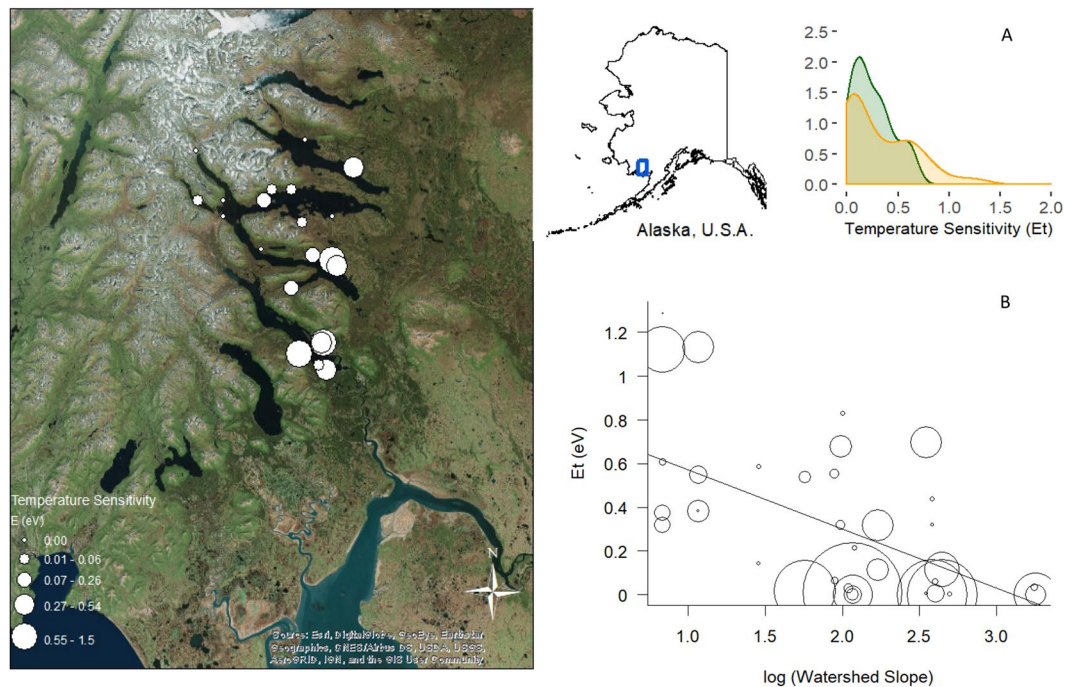 Temperature Sensitivity
E (eV)
0.00
0.01 - 0.06
0.07 - 0.26
0.27 - 0.54
0.55 - 1.5
N
Source: Esri, DigitalGlobe, GeoEye, Earthstar
Geographics, CNES/Airbus DS, USDA, USGS,
AeroGRID, IGN, and the GIS User Community
Alaska, U.S.A.
A
2.5
2.0
1.5
1.0
0.5
0.0
0.0 0.5 1.0 1.5 2.0
Temperature Sensitivity (Et)
B
1.2
1
0.8
0.6
0.4
0.2
0
Et (eV)
1.0 1.5 2.0 2.5 3.0
log (Watershed Slope)